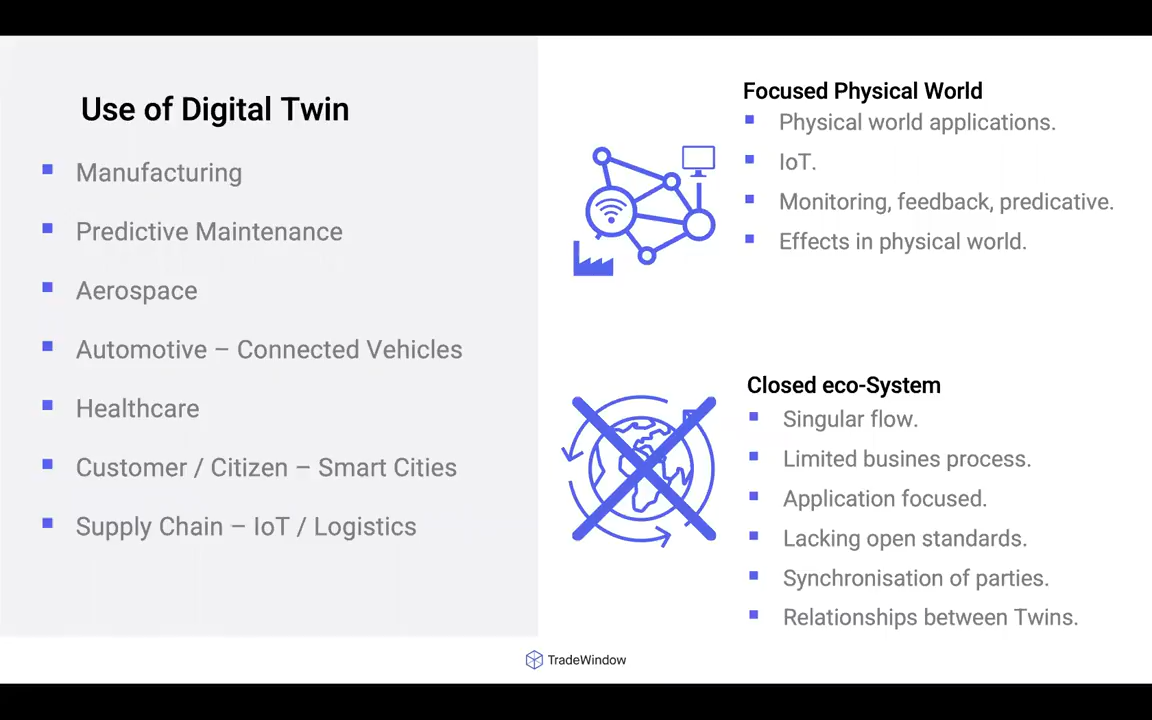 Use of Digital Twin
Manufacturing
Predictive Maintenance
Aerospace
Automotive – Connected Vehicles
Healthcare
Customer / Citizen – Smart Cities
Supply Chain – IoT / Logistics
Focused Physical World
Physical world applications.
IoT.
Monitoring, feedback, predicative.
Effects in physical world.
Closed eco-System
Singular flow.
Limited busines process.
Application focused.
Lacking open standards.
Synchronisation of parties.
Relationships between Twins.
TradeWindow